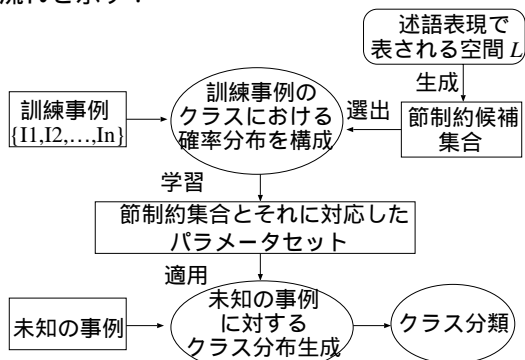 述語表現で
表される空間 L
生成
訓練事例
{I1,I2,…,In}
訓練事例の
クラスにおける
確率分布を構成
選出
節制約候補
集合
学習
節制約集合とそれに対応した
パラメータセット
適用
未知の事例
未知の事例
に対する
クラス分布生成
クラス分類